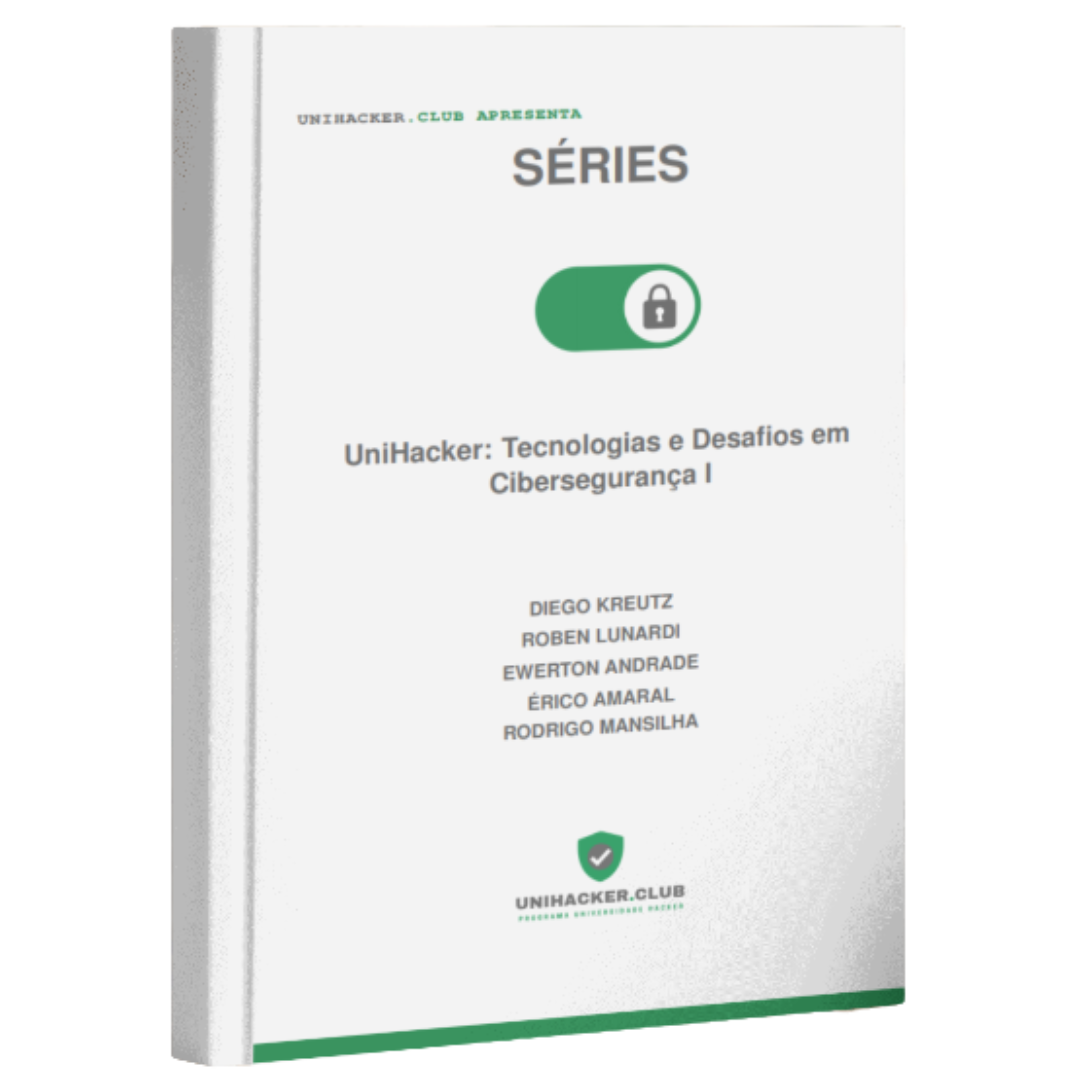 UNIHACKER.CLUB APRESENTA
SÉRIES
UniHacker: Tecnologias e Desafios em
Cibersegurança I
DIEGO KREUTZ
ROBEN LUNARDI
EWERTON ANDRADE
ÉRICO AMARAL
RODRIGO MANSILHA
UNIHACKER.CLUB
PROGRAMA UNIVERSIDADE HACKER